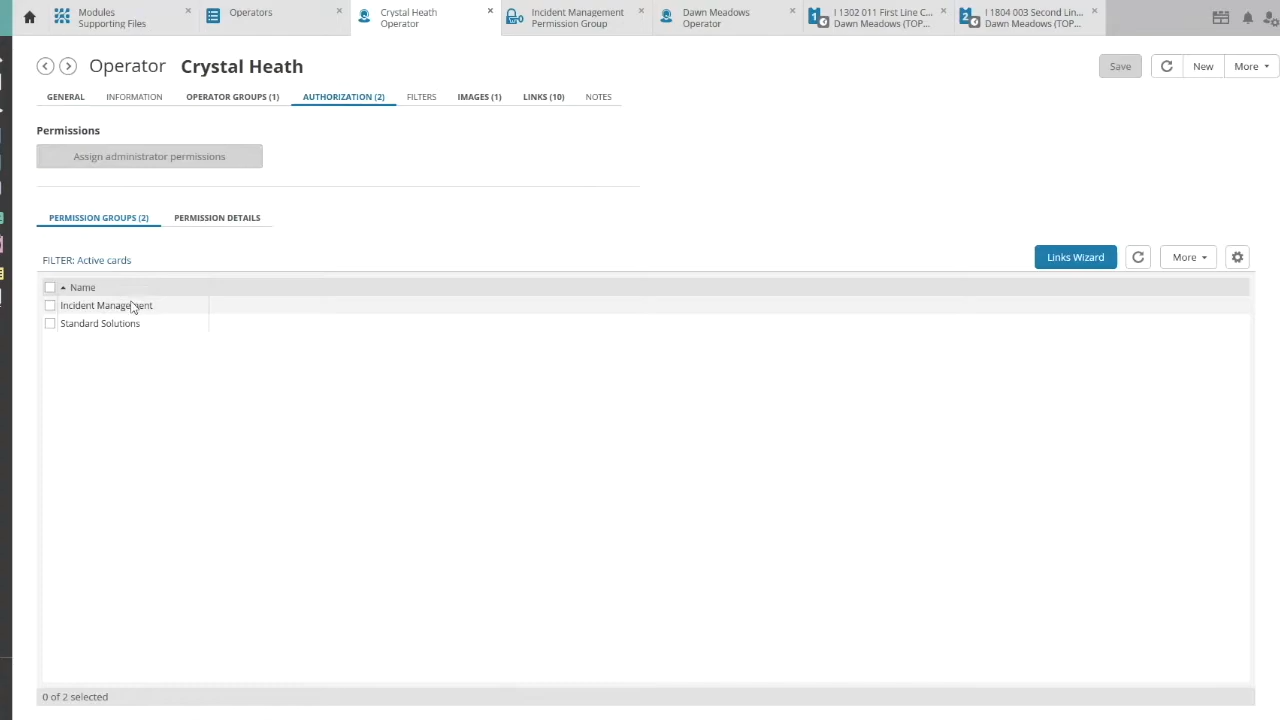 Modules
Supporting Files
Operators
Crystal Heath
Operator
Incident Management
Permission Group
Dawn Meadows
Operator
1
I 1302 011 First Line C...
Dawn Meadows (TOP...
2
I 1804 003 Second Lin...
Dawn Meadows (TOP...
Operator Crystal Heath
Save
New
More
GENERAL
INFORMATION
OPERATOR GROUPS (1)
AUTHORIZATION (2)
FILTERS
IMAGES (1)
LINKS (10)
NOTES
Permissions
Assign administrator permissions
PERMISSION GROUPS (2)
PERMISSION DETAILS
FILTER: Active cards
Links Wizard
More
Name
Incident Management
Standard Solutions
0 of 2 selected